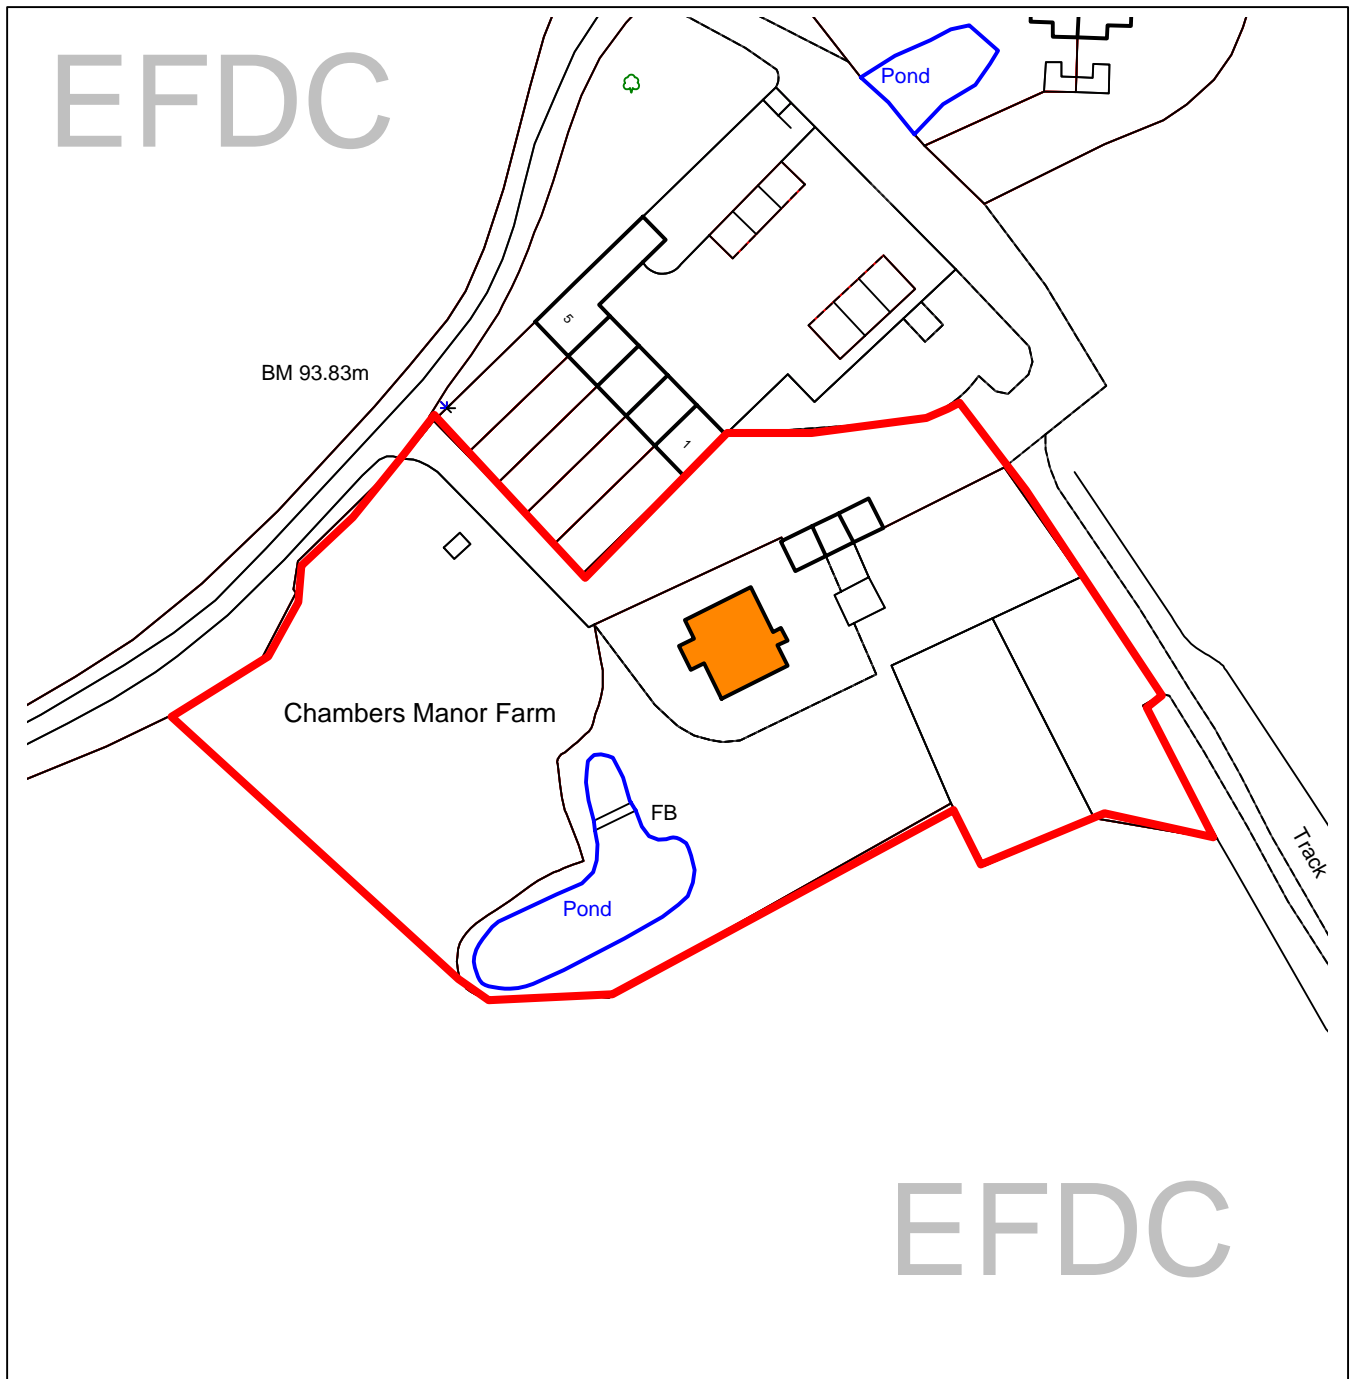 EFDC
Pond
5
BM 93.83m
1
Chambers Manor Farm
FB
Track
Pond
EFDC